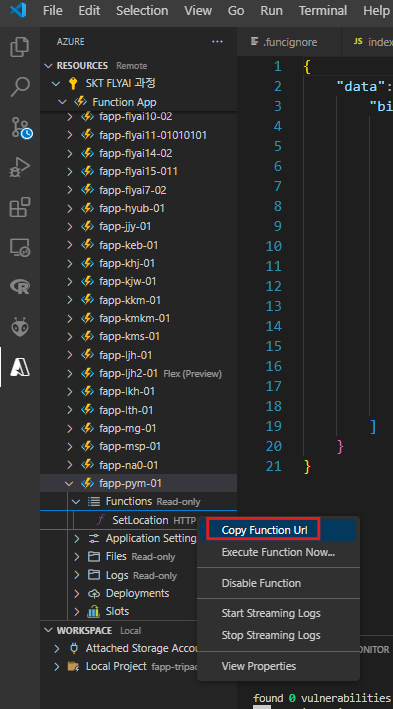 File Edit Selection View Go Run Terminal Help
AZURE ...
RESOURCES Remote
SKT FLYAI 과정
Function App
fapp-flyai10-02
fapp-flyai11-01010101
fapp-flyai14-02
fapp-flyai15-011
fapp-flyai7-02
fapp-hyub-01
fapp-jjy-01
fapp-keb-01
fapp-khj-01
fapp-kjw-01
fapp-kkm-01
fapp-kmkm-01
fapp-kms-01
fapp-ljh-01
fapp-ljh2-01 Flex (Preview)
fapp-lkh-01
fapp-lth-01
fapp-mg-01
fapp-msp-01
fapp-na0-01
fapp-pym-01
Functions Read-only
SetLocation HTTP
Application Setting
Files Read-only
Logs Read-only
Deployments
Slots
WORKSPACE Local
Attached Storage Accou
Local Project fapp-tripad
.funcignore
JS index
1 {
2 "data":
3 "bi
4
5
6
7
8
9
10
11
12
13
14
15
16
17
18
19 ]
20 }
21 }
Copy Function Url
Execute Function Now...
Disable Function
Start Streaming Logs
Stop Streaming Logs
View Properties
MONITOR
found 0 vulnerabilities